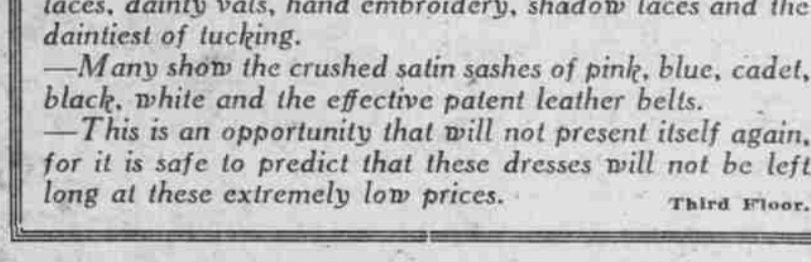 laces, dainty vals, hand embroidery, shadow laces and the
daintiest of tucking.
—Many show the crushed satin sashes of pink, blue, cadet,
black, white and the effective patent leather belts.
—This is an opportunity that will not present itself again,
for it is safe to predict that these dresses will not be left
long at these extremely low prices.
Third Floor.